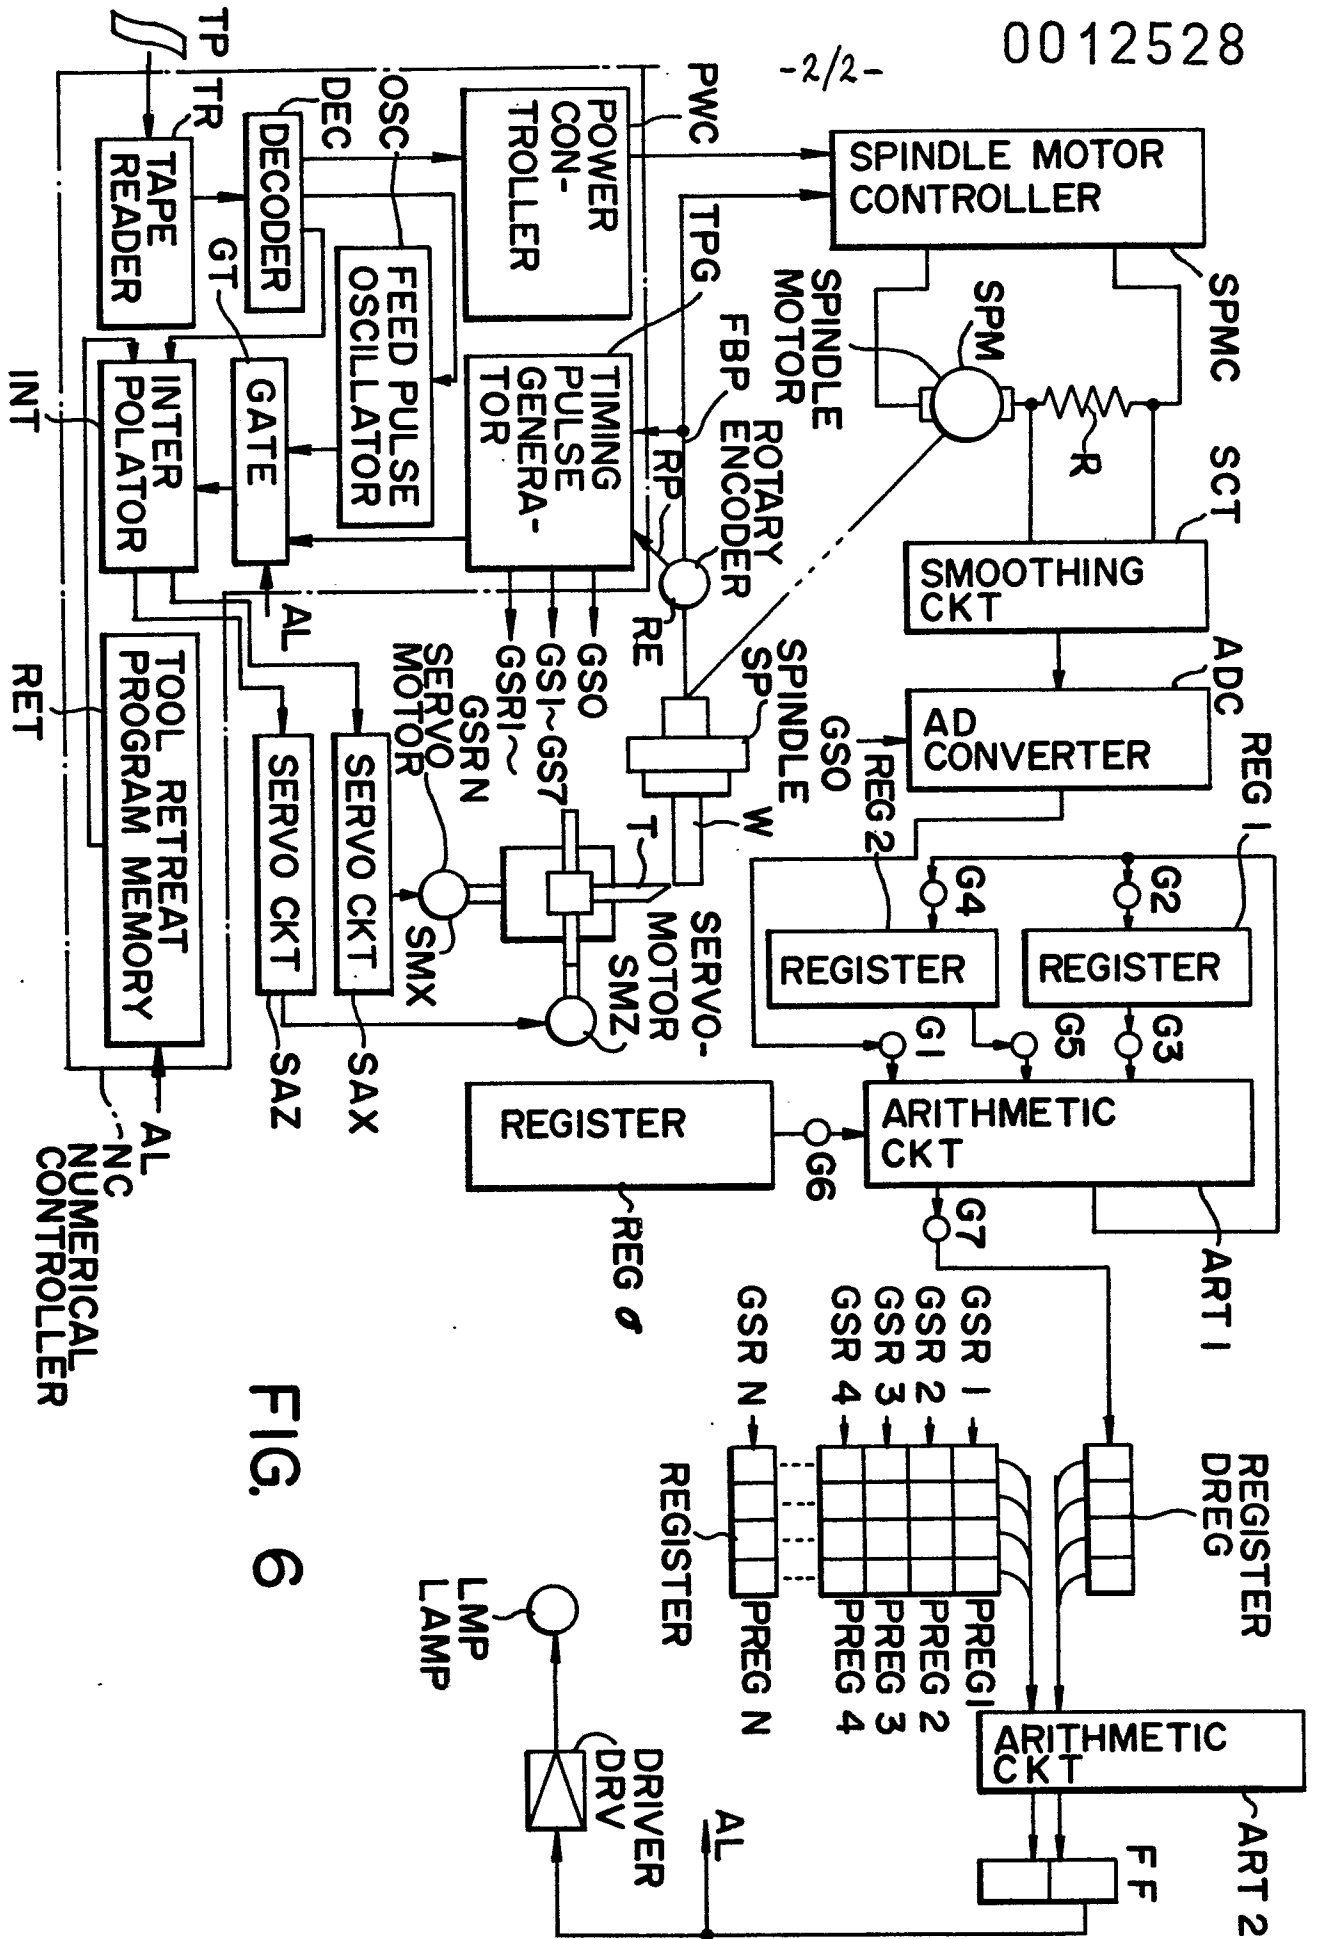 0012528
-2/2-
TP
TR
TAPE
READER
DEC
DECODER
OSC
FEED PULSE
OSCILLATOR
PWC
POWER
CON-
TROLLER
TPG
TIMING
PULSE
GENERA-
TOR
GT
GATE
INT
INTER
POLATOR
AL
RET
TOOL RETREAT
PROGRAM MEMORY
AL
NC
NUMERICAL
CONTROLLER
SPINDLE MOTOR
CONTROLLER
SPMC
SPINDLE
MOTOR
SPM
R
FBP
ROTARY
ENCODER
RP
RE
SCT
SMOOTHING
CKT
ADC
AD
CONVERTER
GS0
GS0
GS1~GS7
GSR1~
GSR N
SPINDLE
SP
W
T
SERVO
MOTOR
SMX
SERVO-
MOTOR
SMZ
SERVO CKT
SAX
SERVO CKT
SAZ
REG 1
REG 2
G2
G4
REGISTER
REGISTER
G3
G5
G1
ARITHMETIC
CKT
ART 1
REGISTER
REG σ
G6
G7
GSR 1
GSR 2
GSR 3
GSR 4
GSR N
REGISTER
DREG
PREG1
PREG 2
PREG 3
PREG 4
PREG N
REGISTER
ARITHMETIC
CKT
ART 2
F F
AL
DRIVER
DRV
LMP
LAMP
FIG. 6